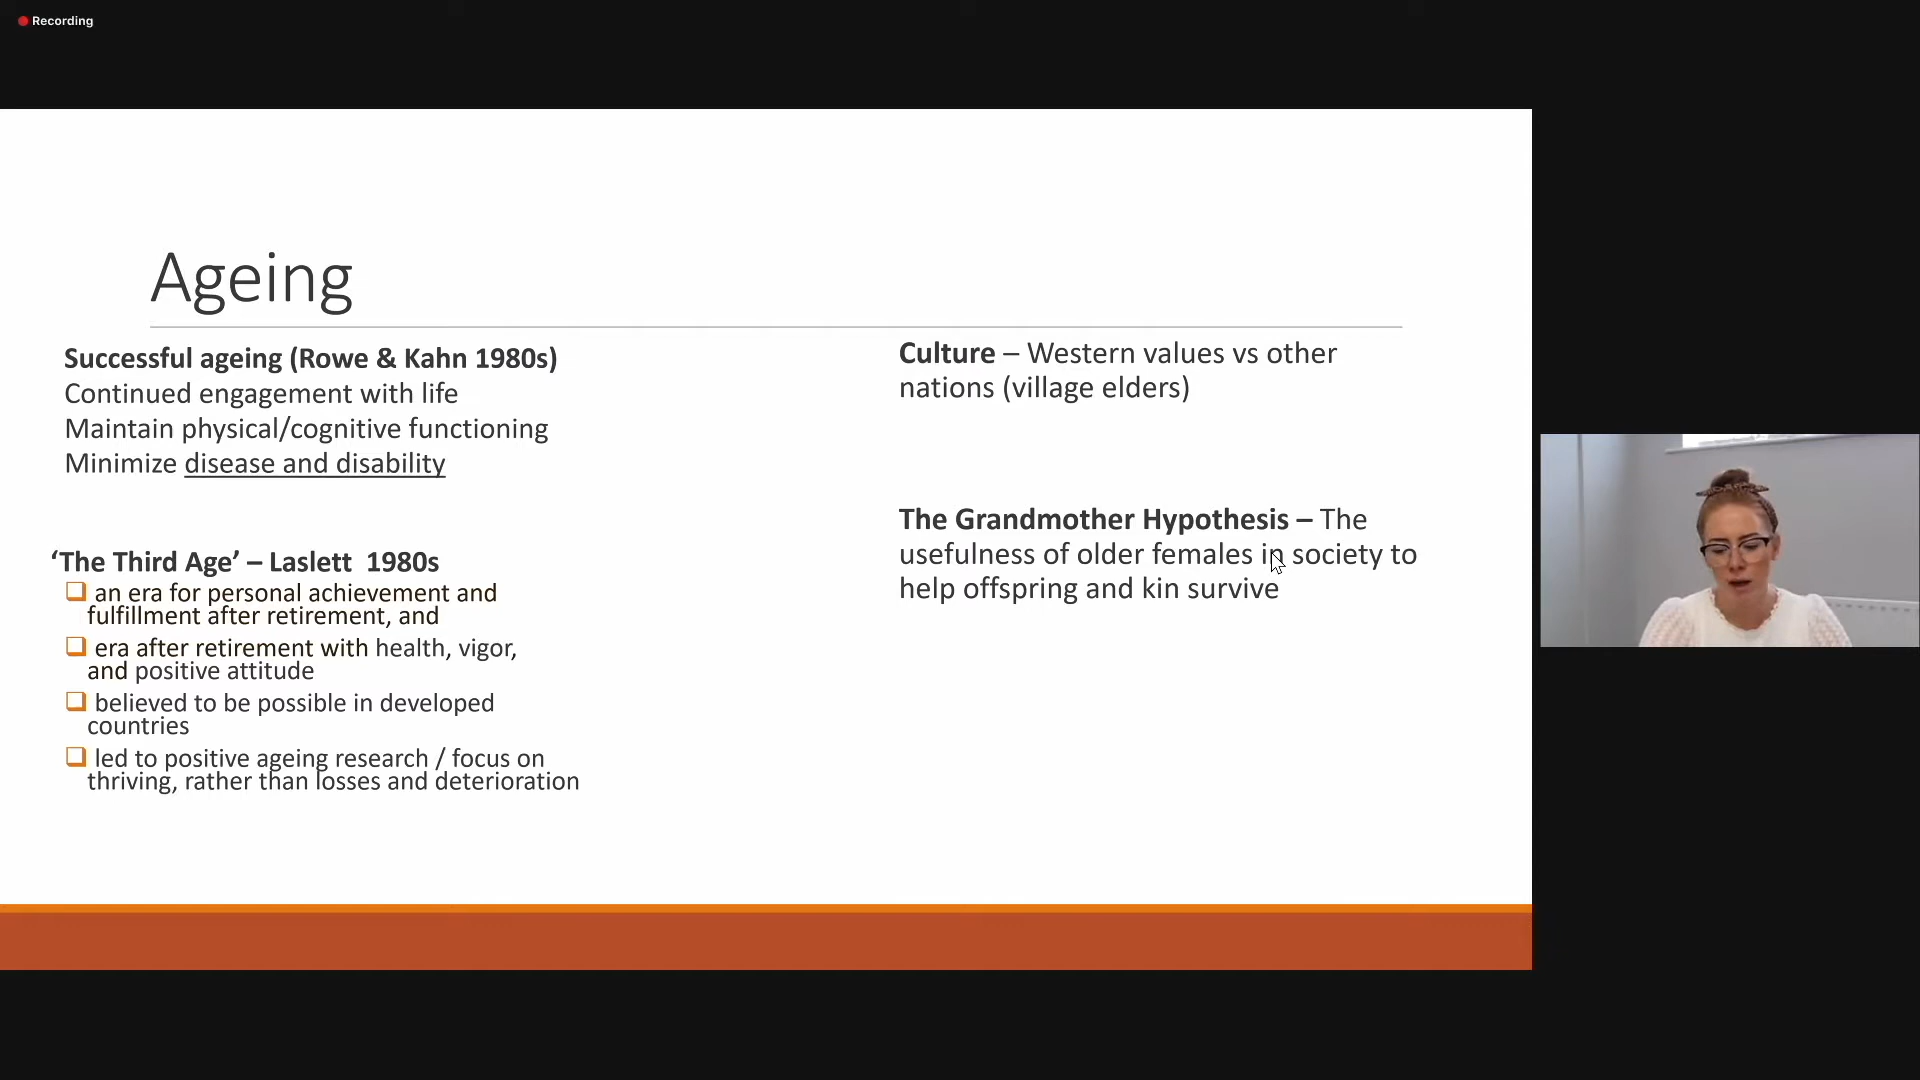 Recording
Ageing
Successful ageing (Rowe & Kahn 1980s)
Continued engagement with life
Maintain physical/cognitive functioning
Minimize disease and disability
‘The Third Age’ – Laslett 1980s
an era for personal achievement and
fulfillment after retirement, and
era after retirement with health, vigor,
and positive attitude
believed to be possible in developed
countries
led to positive ageing research / focus on
thriving, rather than losses and deterioration
Culture – Western values vs other
nations (village elders)
The Grandmother Hypothesis – The
usefulness of older females in society to
help offspring and kin survive